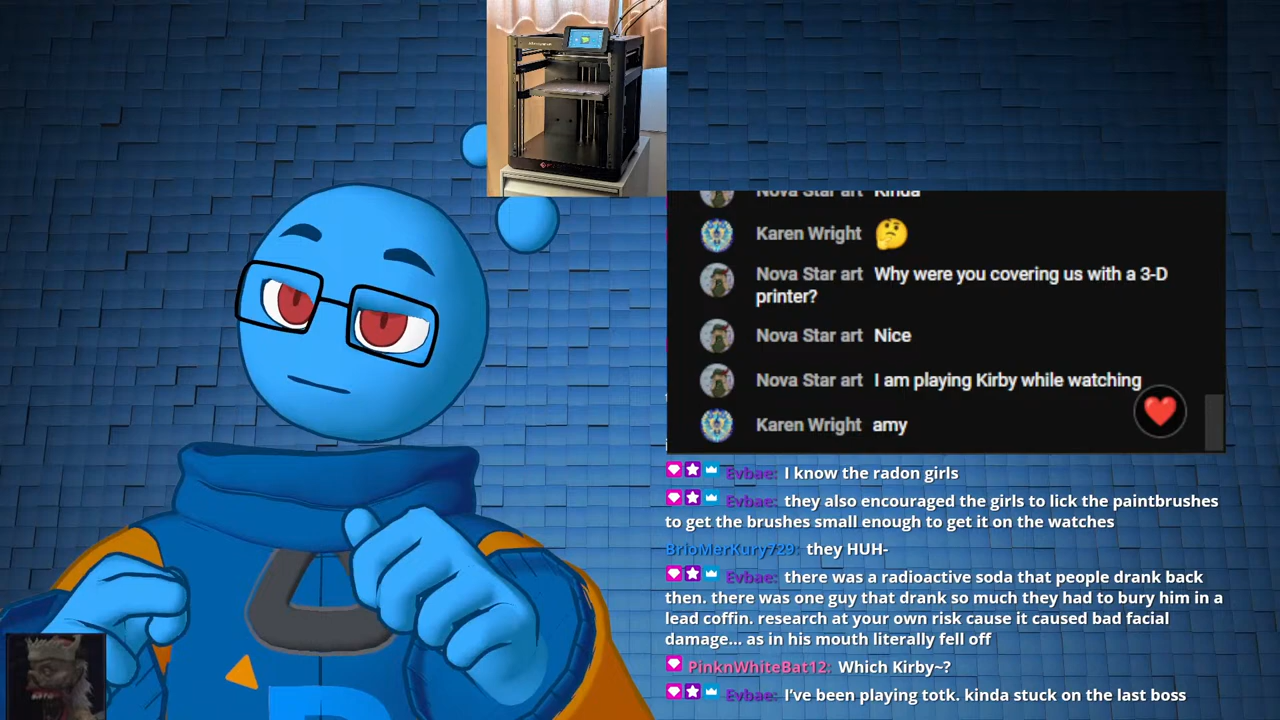 Nova Star art Kinda
Karen Wright 🤔
Nova Star art Why were you covering us with a 3-D
printer?
Nova Star art Nice
Nova Star art I am playing Kirby while watching
Karen Wright amy
Evbae: I know the radon girls
Evbae: they also encouraged the girls to lick the paintbrushes
to get the brushes small enough to get it on the watches
BrioMerKury729: they HUH-
Evbae: there was a radioactive soda that people drank back
then. there was one guy that drank so much they had to bury him in a
lead coffin. research at your own risk cause it caused bad facial
damage... as in his mouth literally fell off
PinknWhiteBat12: Which Kirby~?
Evbae: I've been playing totk. kinda stuck on the last boss